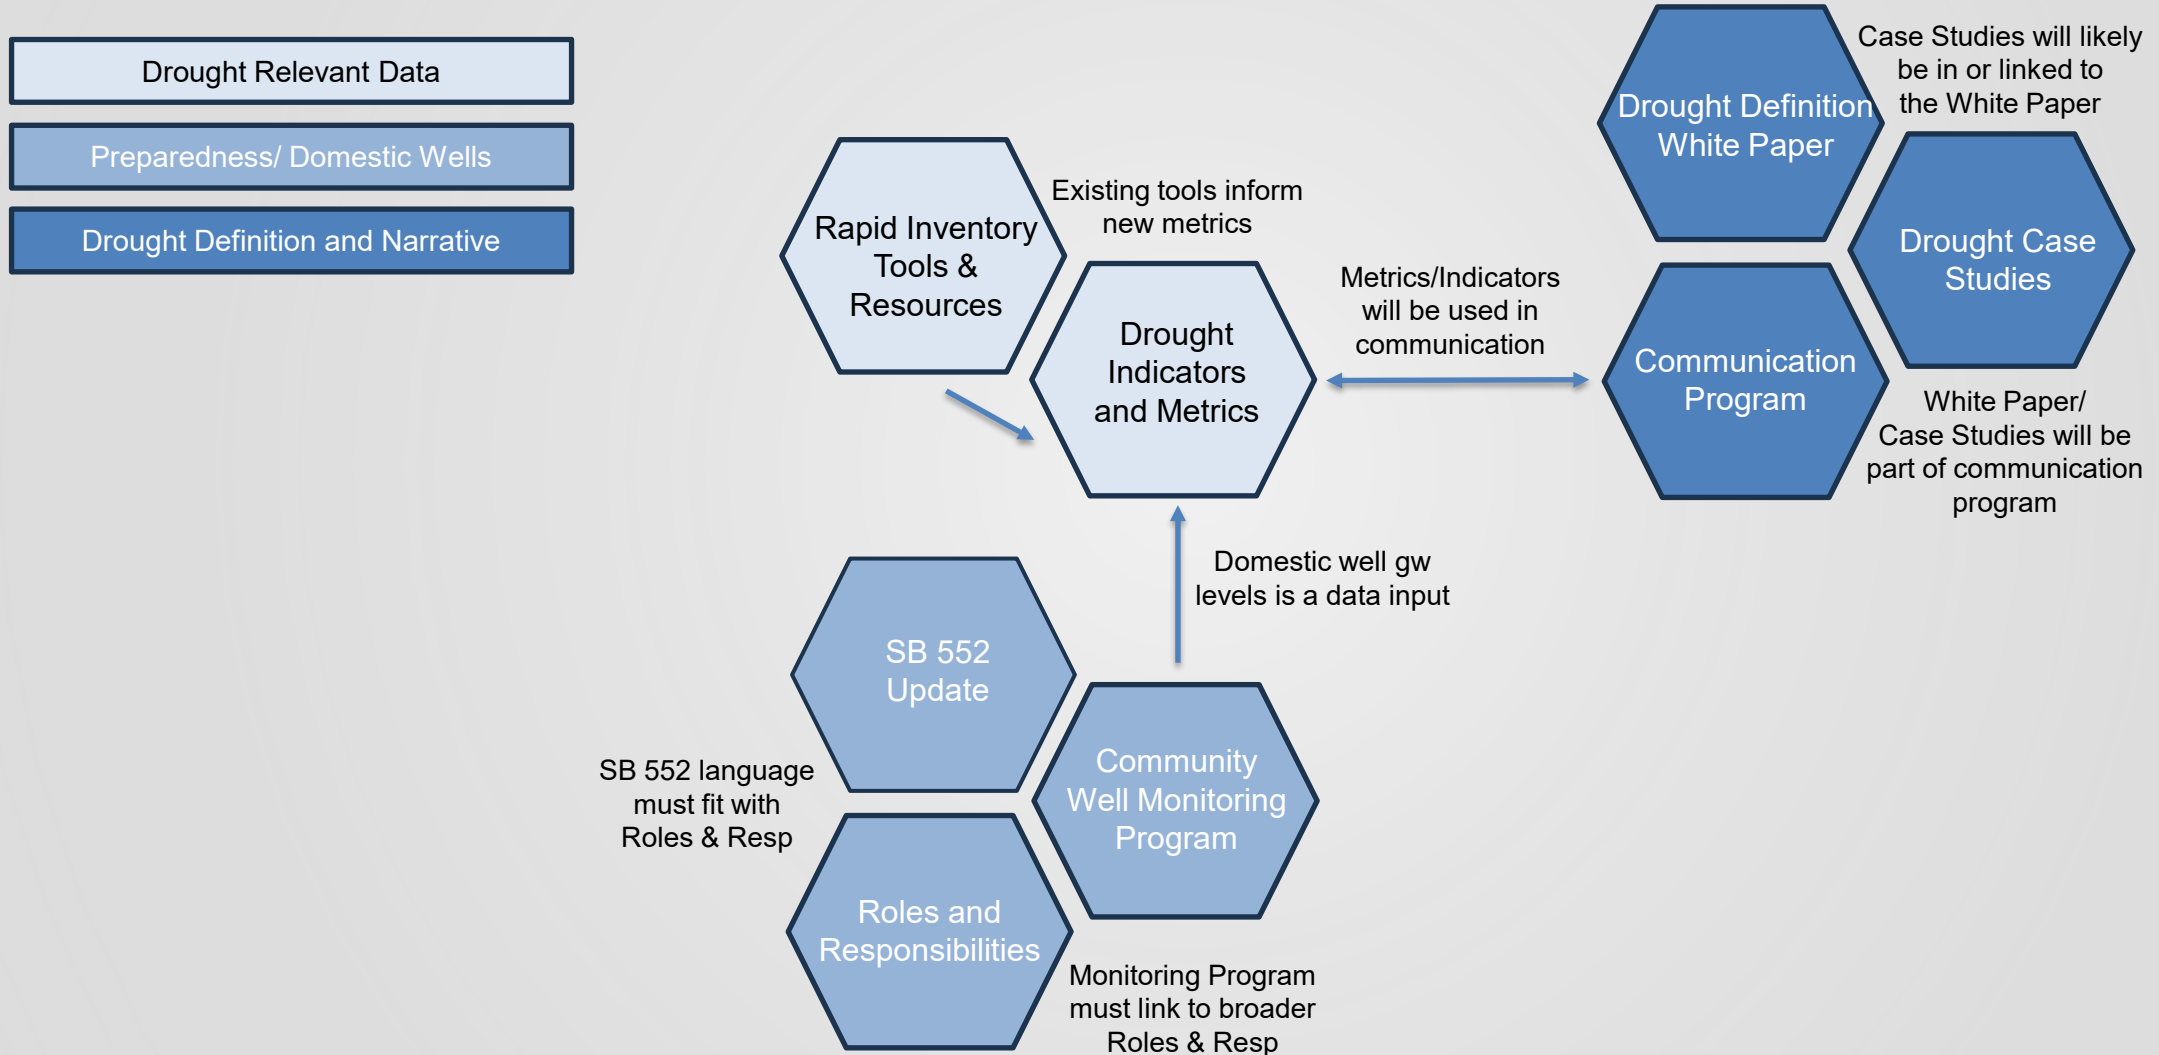 Drought Relevant Data
Preparedness/ Domestic Wells
Drought Definition and Narrative
Rapid Inventory
Tools &
Resources
Existing tools inform
new metrics
Drought
Indicators
and Metrics
Metrics/Indicators
will be used in
communication
Drought Definition
White Paper
Case Studies will likely
be in or linked to
the White Paper
Drought Case
Studies
Communication
Program
White Paper/
Case Studies will be
part of communication
program
Domestic well gw
levels is a data input
SB 552
Update
SB 552 language
must fit with
Roles & Resp
Community
Well Monitoring
Program
Roles and
Responsibilities
Monitoring Program
must link to broader
Roles & Resp